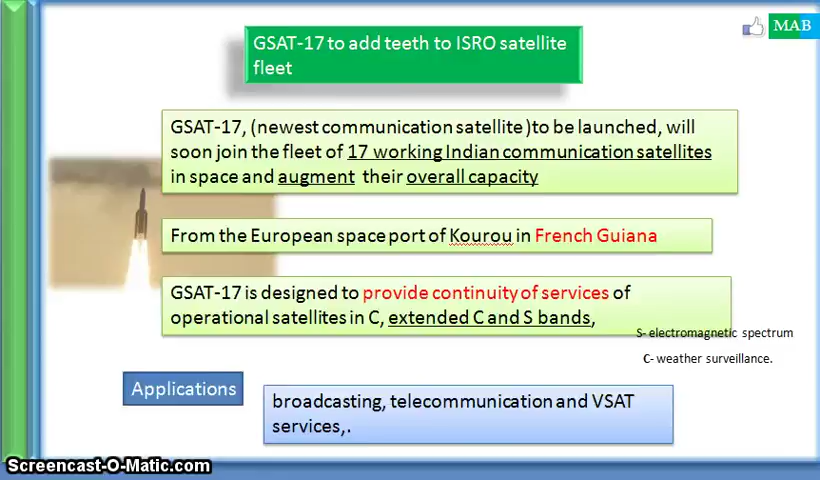 MAB
GSAT-17 to add teeth to ISRO satellite
fleet
GSAT-17, (newest communication satellite )to be launched, will
soon join the fleet of 17 working Indian communication satellites
in space and augment their overall capacity
From the European space port of Kourou in French Guiana
GSAT-17 is designed to provide continuity of services of
operational satellites in C, extended C and S bands,
S- electromagnetic spectrum
C- weather surveillance.
Applications
broadcasting, telecommunication and VSAT
services,.
Screencast-O-Matic.com